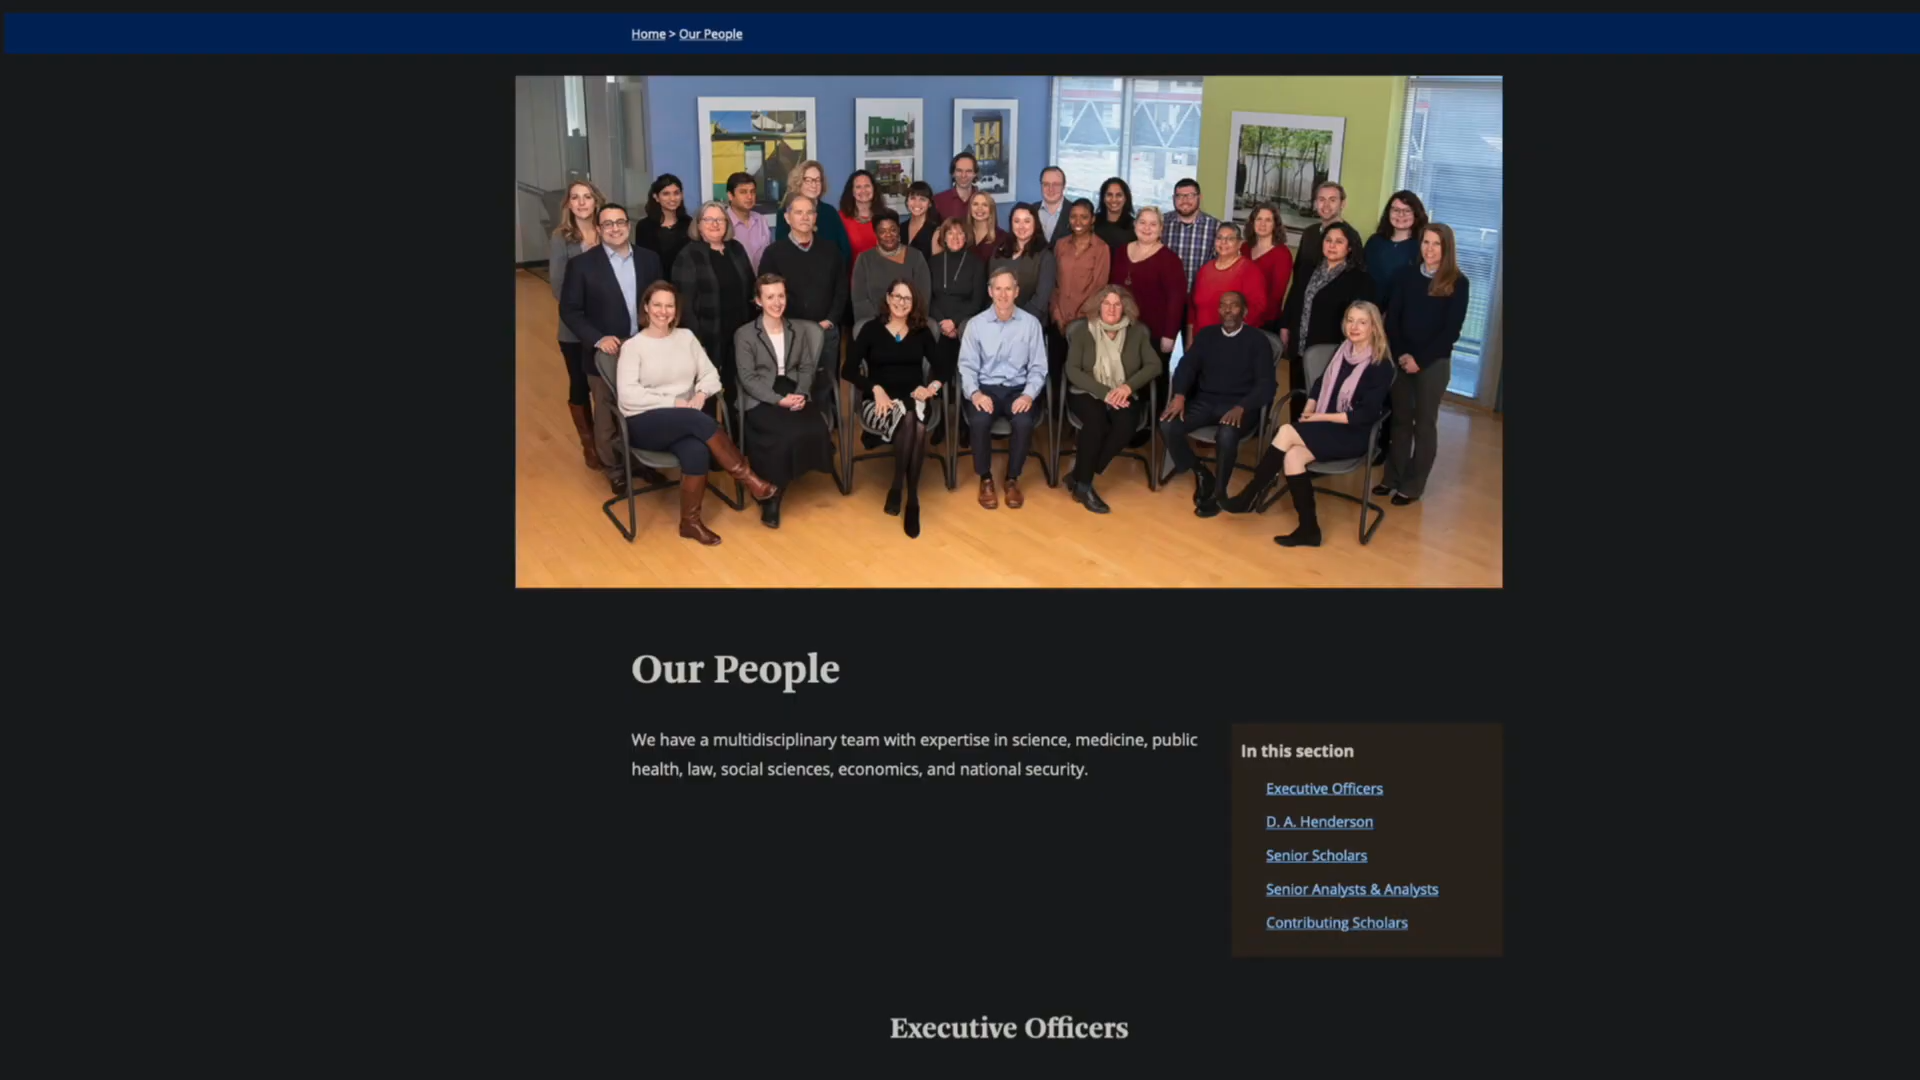 Home > Our People
Our People
We have a multidisciplinary team with expertise in science, medicine, public
health, law, social sciences, economics, and national security.
In this section
Executive Officers
D. A. Henderson
Senior Scholars
Senior Analysts & Analysts
Contributing Scholars
Executive Officers